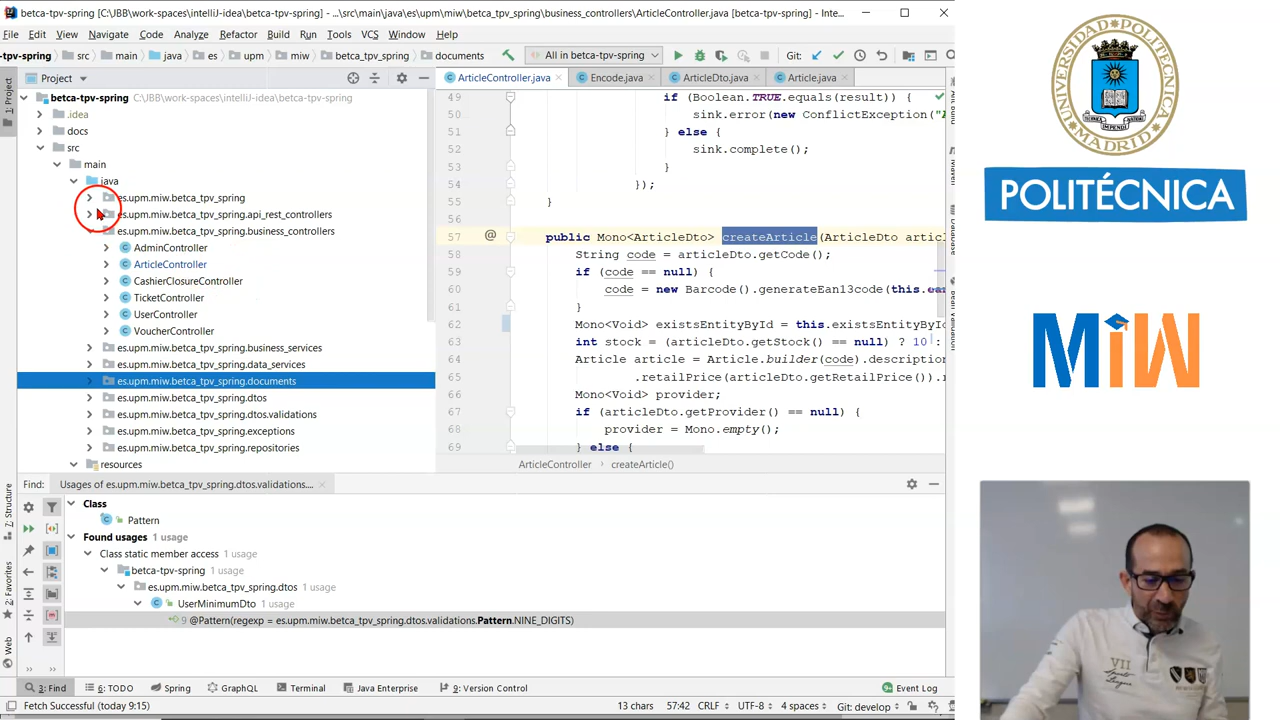 betca-tpv-spring [C:\JBB\work-spaces\intelliJ-idea\betca-tpv-spring] - ...\src\main\java\es\upm\miw\betca_tpv_spring\business_controllers\ArticleController.java [betca-tpv-spring] - Inte...
File Edit View Navigate Code Analyze Refactor Build Run Tools VCS Window Help
-tpv-spring src main java es upm miw betca_tpv_spring documents All in betca-tpv-spring Git:
Project
ArticleController.java Encode.java ArticleDto.java Article.java
1: Project
betca-tpv-spring C:\JBB\work-spaces\intelliJ-idea\betca-tpv-spring
.idea
docs
src
main
java
es.upm.miw.betca_tpv_spring
es.upm.miw.betca_tpv_spring.api_rest_controllers
es.upm.miw.betca_tpv_spring.business_controllers
AdminController
ArticleController
CashierClosureController
TicketController
UserController
VoucherController
es.upm.miw.betca_tpv_spring.business_services
es.upm.miw.betca_tpv_spring.data_services
es.upm.miw.betca_tpv_spring.documents
es.upm.miw.betca_tpv_spring.dtos
es.upm.miw.betca_tpv_spring.dtos.validations
es.upm.miw.betca_tpv_spring.exceptions
es.upm.miw.betca_tpv_spring.repositories
resources
49 if (Boolean.TRUE.equals(result)) {
50 sink.error(new ConflictException("
51 } else {
52 sink.complete();
53 }
54 });
55 }
56
57 public Mono<ArticleDto> createArticle(ArticleDto artic
58 String code = articleDto.getCode();
59 if (code == null) {
60 code = new Barcode().generateEan13code(this.
61 }
62 Mono<Void> existsEntityById = this.existsEntityById
63 int stock = (articleDto.getStock() == null) ? 10 :
64 Article article = Article.builder(code).description
65 .retailPrice(articleDto.getRetailPrice()).
66 Mono<Void> provider;
67 if (articleDto.getProvider() == null) {
68 provider = Mono.empty();
69 } else {
ArticleController createArticle()
Find: Usages of es.upm.miw.betca_tpv_spring.dtos.validations....
Class
Pattern
Found usages 1 usage
Class static member access 1 usage
betca-tpv-spring 1 usage
es.upm.miw.betca_tpv_spring.dtos 1 usage
UserMinimumDto 1 usage
9 @Pattern(regexp = es.upm.miw.betca_tpv_spring.dtos.validations.Pattern.NINE_DIGITS)
7: Structure
2: Favorites
Web
3: Find 6: TODO Spring GraphQL Terminal Java Enterprise 9: Version Control Event Log
Fetch Successful (today 9:15) 13 chars 57:42 CRLF UTF-8 4 spaces Git: develop
UNIVERSIDAD POLITÉCNICA
MADRID
POLITÉCNICA
MiW
VII